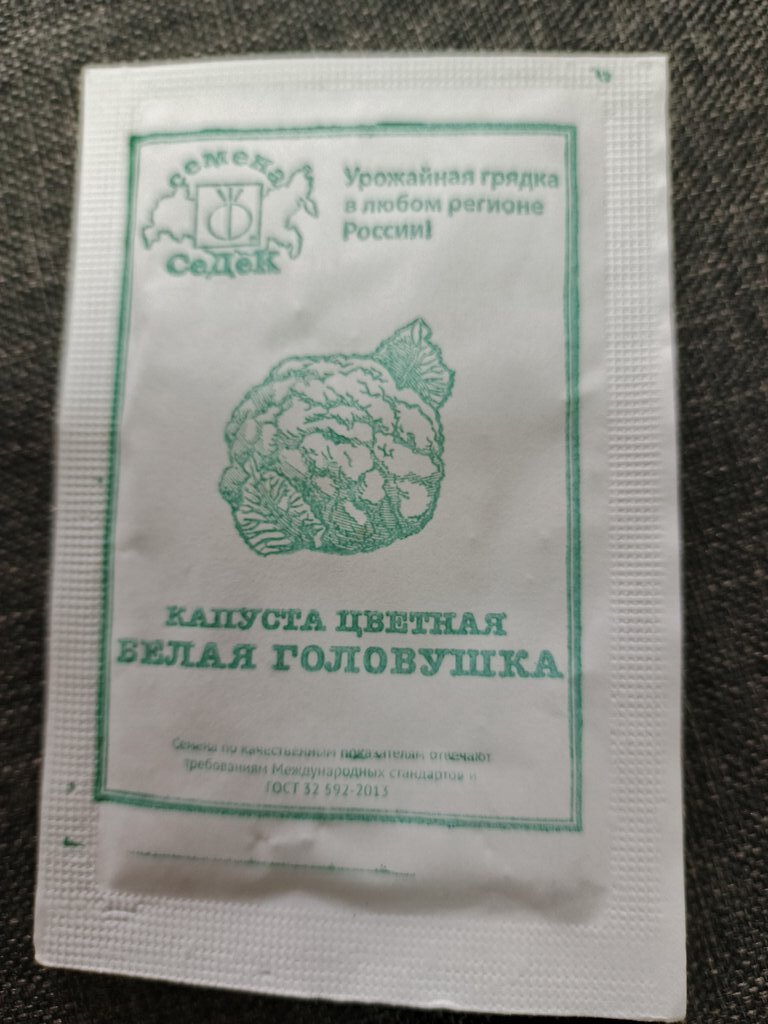 семена
СеДеК
Урожайная грядка
в любом регионе
России!
КАПУСТА ЦВЕТНАЯ
БЕЛАЯ ГОЛОВУШКА
Семена по качественным показателям отвечают
требованиям Международных стандартов и
ГОСТ 32 592-2013